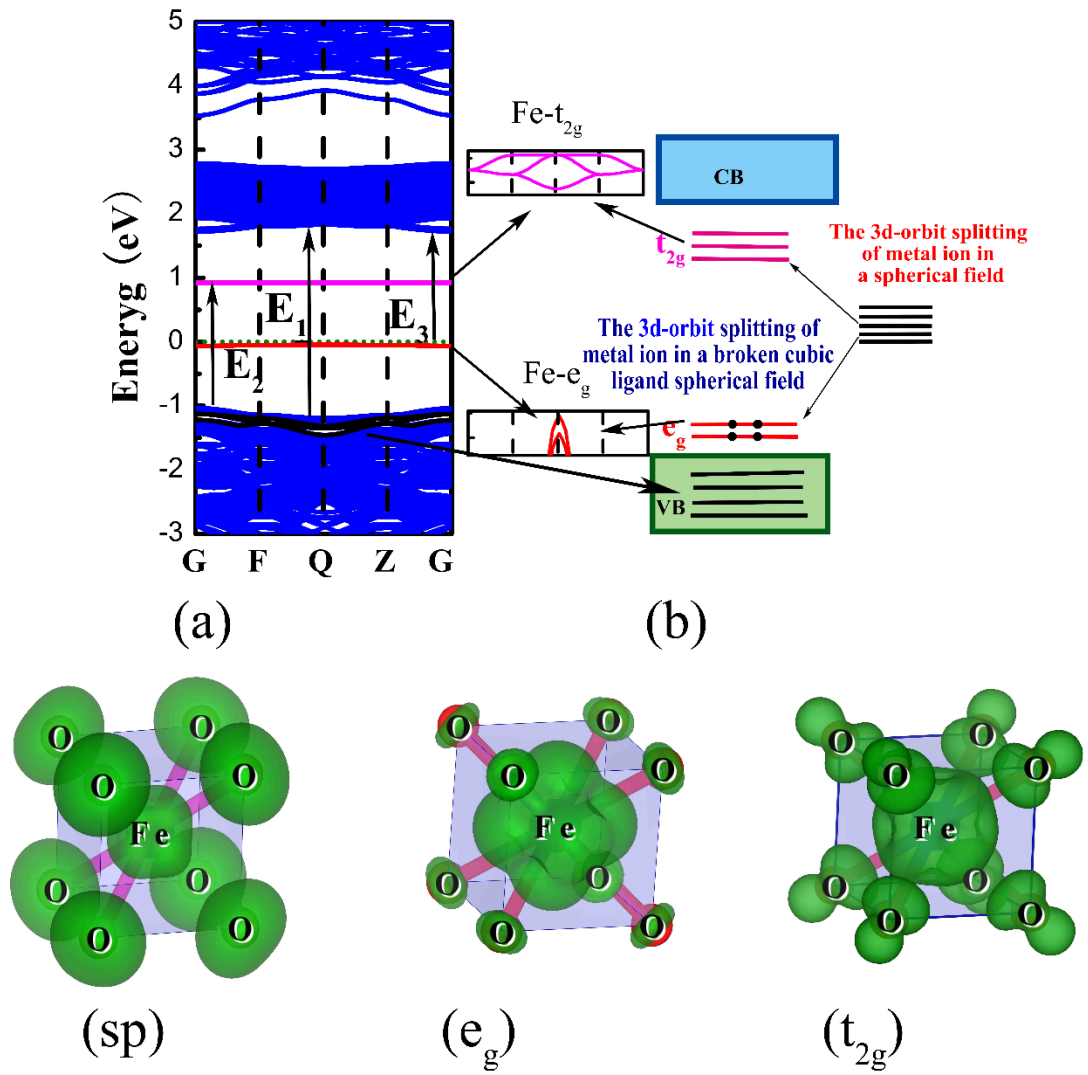 5
4
3
2
1
0
-1
-2
-3
Eneryg (eV)
E1
E2
E3
G F Q Z G
(a)
Fe-t2g
CB
t2g
The 3d-orbit splitting
of metal ion in
a spherical field
The 3d-orbit splitting of
metal ion in a broken cubic
ligand spherical field
Fe-eg
eg
VB
(b)
O O
O O
Fe
O O
O O
(sp)
O O
O O
Fe
O O
O O
(eg)
O O
O O
Fe
O O
O O
(t2g)